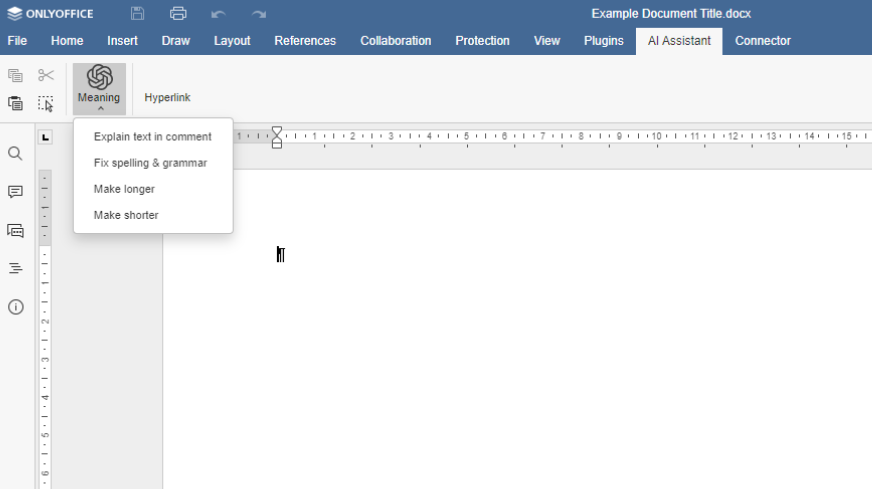 ONLYOFFICE Example Document Title.docx
File Home Insert Draw Layout References Collaboration Protection View Plugins AI Assistant Connector
Meaning Hyperlink
Explain text in comment
Fix spelling & grammar
Make longer
Make shorter
1 1 2 3 4 5 6 7 8 9 10 11 12 13 14 15
¶
1
1
2
3
4
5
6